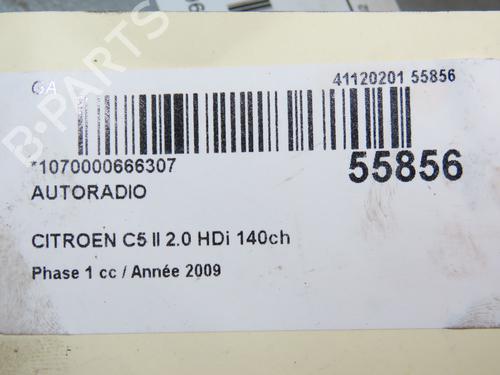 GA
41120201 55856
*1070000666307
55856
AUTORADIO
CITROEN C5 II 2.0 HDi 140ch
Phase 1 cc / Année 2009
B-PARTS